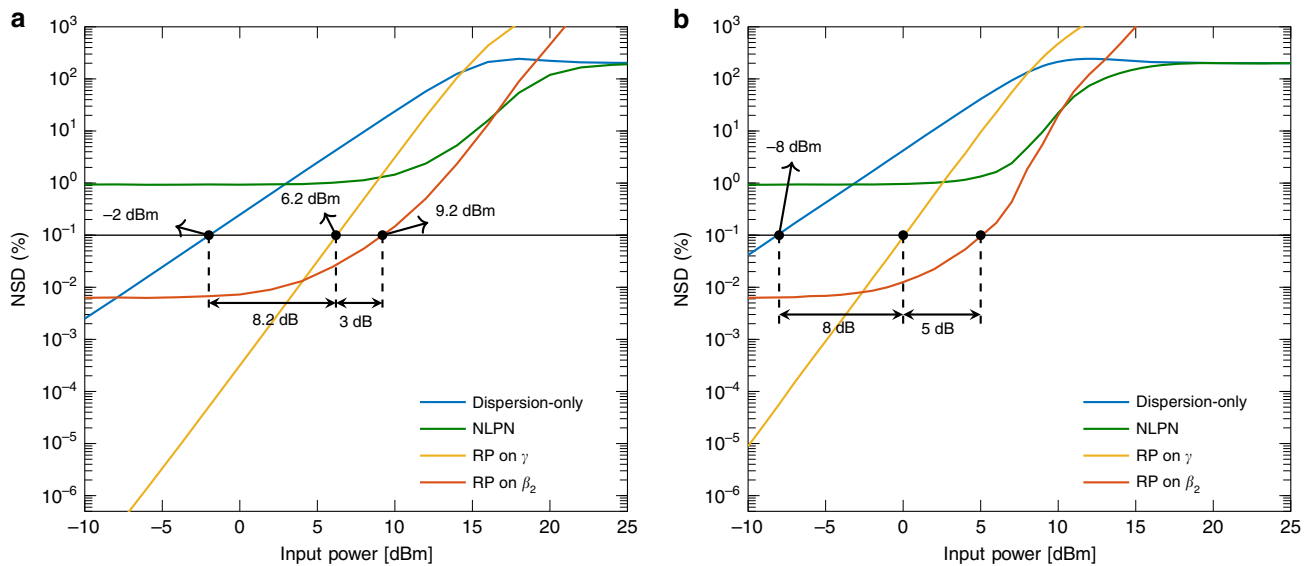 a
10³
10²
10¹
10⁰
10⁻¹
10⁻²
10⁻³
10⁻⁴
10⁻⁵
10⁻⁶
NSD (%)
–2 dBm
6.2 dBm
9.2 dBm
8.2 dB
3 dB
Dispersion-only
NLPN
RP on γ
RP on β₂
–10 –5 0 5 10 15 20 25
Input power [dBm]
b
10³
10²
10¹
10⁰
10⁻¹
10⁻²
10⁻³
10⁻⁴
10⁻⁵
10⁻⁶
NSD (%)
–8 dBm
8 dB
5 dB
Dispersion-only
NLPN
RP on γ
RP on β₂
–10 –5 0 5 10 15 20 25
Input power [dBm]